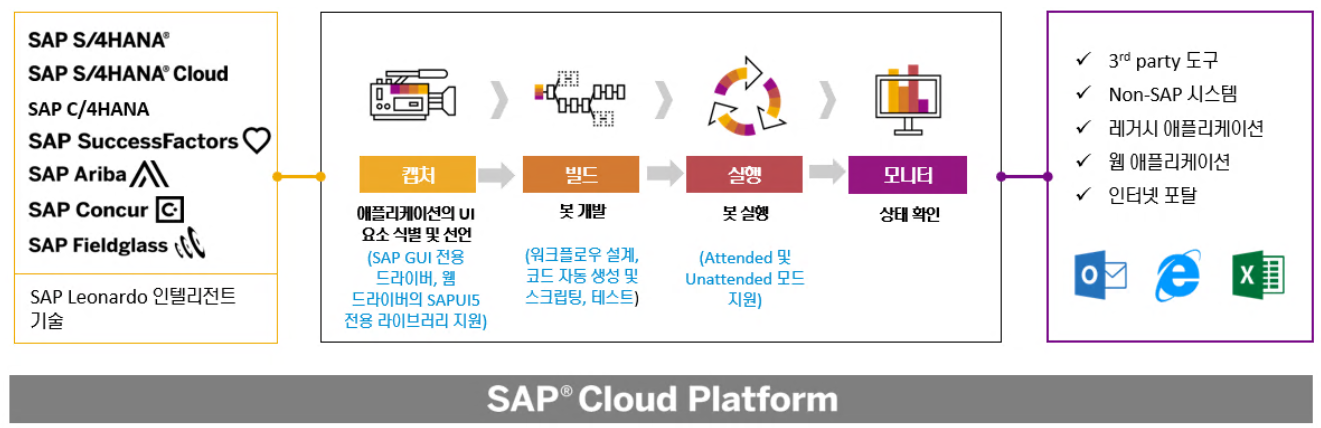 SAP S/4HANA®
SAP S/4HANA® Cloud
SAP C/4HANA
SAP SuccessFactors
SAP Ariba
SAP Concur
SAP Fieldglass
SAP Leonardo 인텔리전트
기술
캡처
애플리케이션의 UI
요소 식별 및 선언
(SAP GUI 전용
드라이버, 웹
드라이버의 SAPUI5
전용 라이브러리 지원)
빌드
봇 개발
(워크플로우 설계,
코드 자동 생성 및
스크립팅, 테스트)
실행
봇 실행
(Attended 및
Unattended 모드
지원)
모니터
상태 확인
✓ 3rd party 도구
✓ Non-SAP 시스템
✓ 레거시 애플리케이션
✓ 웹 애플리케이션
✓ 인터넷 포탈
SAP® Cloud Platform